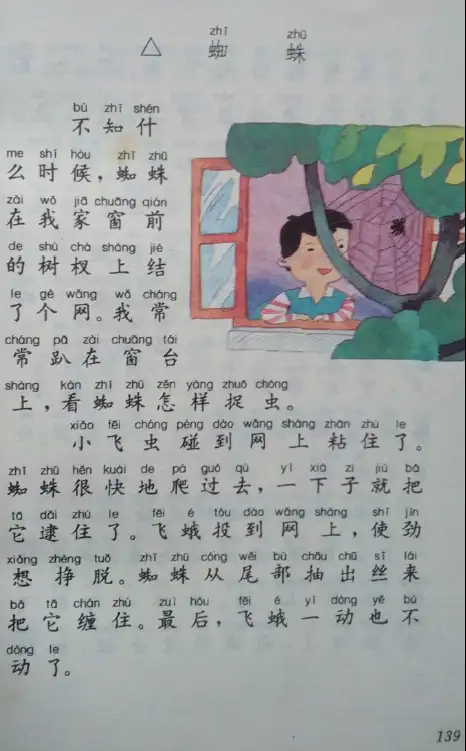 zhī zhū
△ 蜘 蛛
bù zhī shén
不 知 什
me shí hòu zhī zhū
么 时 候，蜘 蛛
zài wǒ jiā chuāng qián
在 我 家 窗 前
de shù chà shàng jié
的 树 杈 上 结
le gè wǎng wǒ cháng
了 个 网。我 常
cháng pā zài chuāng tái
常 趴 在 窗 台
shàng kàn zhī zhū zěn yàng zhuō chóng
上，看 蜘 蛛 怎 样 捉 虫。
xiǎo fēi chóng pèng dào wǎng shàng zhān zhù le
小 飞 虫 碰 到 网 上 粘 住 了。
zhī zhū hěn kuài de pá guò qù yī xià zi jiù bǎ
蜘 蛛 很 快 地 爬 过 去，一 下 子 就 把
tā dǎi zhù le fēi é tóu dào wǎng shàng shǐ jìn
它 逮 住 了。飞 蛾 投 到 网 上，使 劲
xiǎng zhèng tuō zhī zhū cóng wěi bù chōu chū sī lái
想 挣 脱。蜘 蛛 从 尾 部 抽 出 丝 来
bǎ tā chán zhù zuì hòu fēi é yī dòng yě bù
把 它 缠 住。最 后，飞 蛾 一 动 也 不
dòng le
动 了。
139